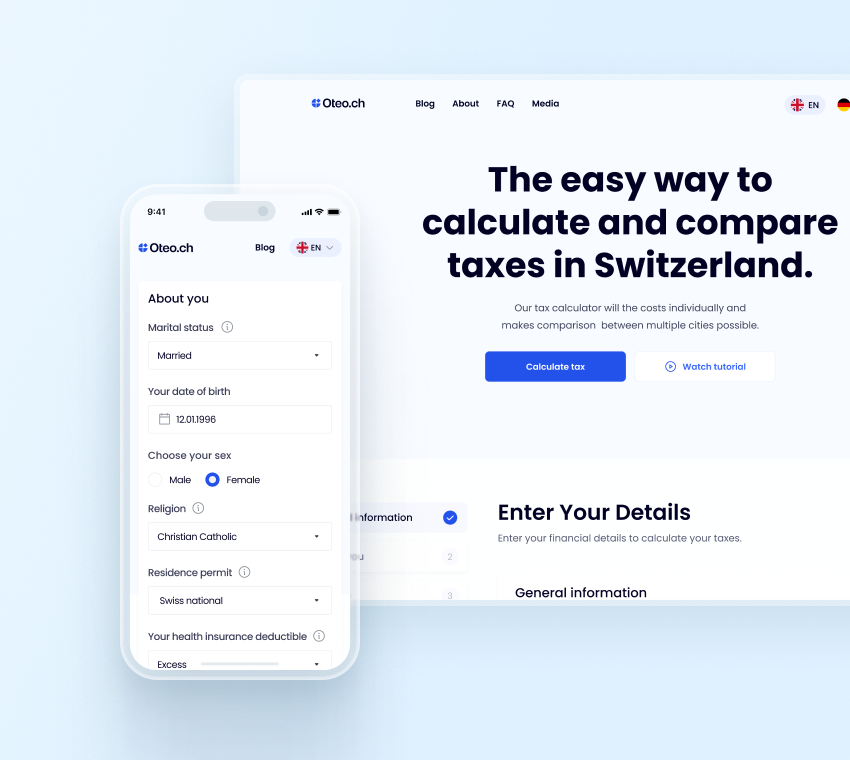 Oteo.ch
Blog About FAQ Media
EN
The easy way to
calculate and compare
taxes in Switzerland.
Our tax calculator will the costs individually and
makes comparison  between multiple cities possible.
Calculate tax
Watch tutorial
information
2
3
Enter Your Details
Enter your financial details to calculate your taxes.
General information
9:41
Oteo.ch
Blog
EN
About you
Marital status
Married
Your date of birth
12.01.1996
Choose your sex
Male
Female
Religion
Christian Catholic
Residence permit
Swiss national
Your health insurance deductible
Excess